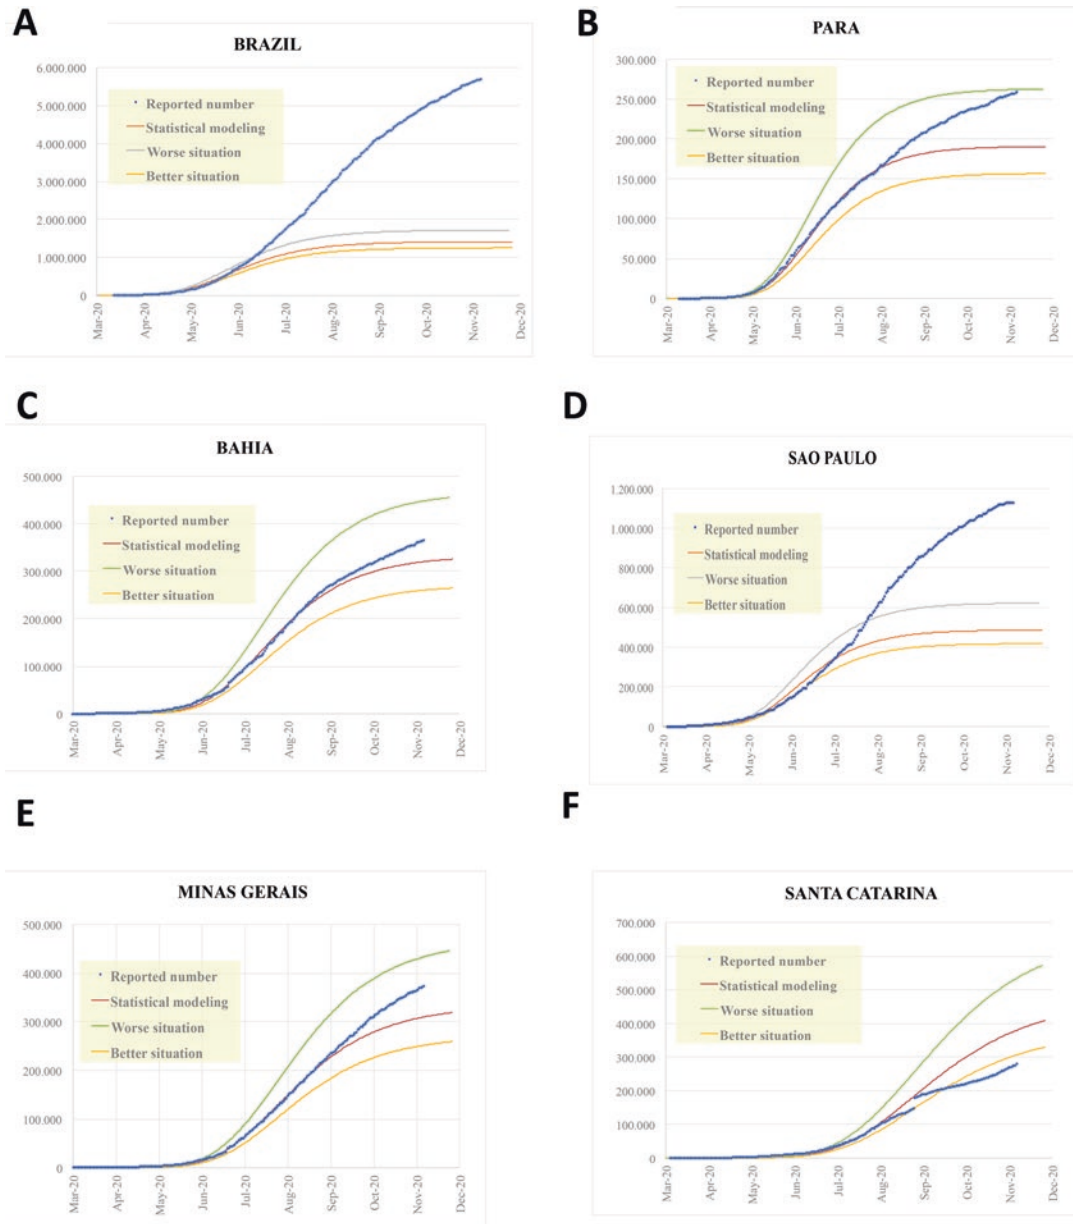 A
BRAZIL
6.000.000
5.000.000
4.000.000
3.000.000
2.000.000
1.000.000
0
Reported number
Statistical modeling
Worse situation
Better situation
Mar-20
Apr-20
May-20
Jun-20
Jul-20
Aug-20
Sep-20
Oct-20
Nov-20
Dec-20
B
PARA
300.000
250.000
200.000
150.000
100.000
50.000
0
Reported number
Statistical modeling
Worse situation
Better situation
Mar-20
Apr-20
May-20
Jun-20
Jul-20
Aug-20
Sep-20
Oct-20
Nov-20
Dec-20
C
BAHIA
500.000
400.000
300.000
200.000
100.000
0
Reported number
Statistical modeling
Worse situation
Better situation
Mar-20
Apr-20
May-20
Jun-20
Jul-20
Aug-20
Sep-20
Oct-20
Nov-20
Dec-20
D
SAO PAULO
1.200.000
1.000.000
800.000
600.000
400.000
200.000
0
Reported number
Statistical modeling
Worse situation
Better situation
Mar-20
Apr-20
May-20
Jun-20
Jul-20
Aug-20
Sep-20
Oct-20
Nov-20
Dec-20
E
MINAS GERAIS
500.000
400.000
300.000
200.000
100.000
0
Reported number
Statistical modeling
Worse situation
Better situation
Mar-20
Apr-20
May-20
Jun-20
Jul-20
Aug-20
Sep-20
Oct-20
Nov-20
Dec-20
F
SANTA CATARINA
700.000
600.000
500.000
400.000
300.000
200.000
100.000
0
Reported number
Statistical modeling
Worse situation
Better situation
Mar-20
Apr-20
May-20
Jun-20
Jul-20
Aug-20
Sep-20
Oct-20
Nov-20
Dec-20